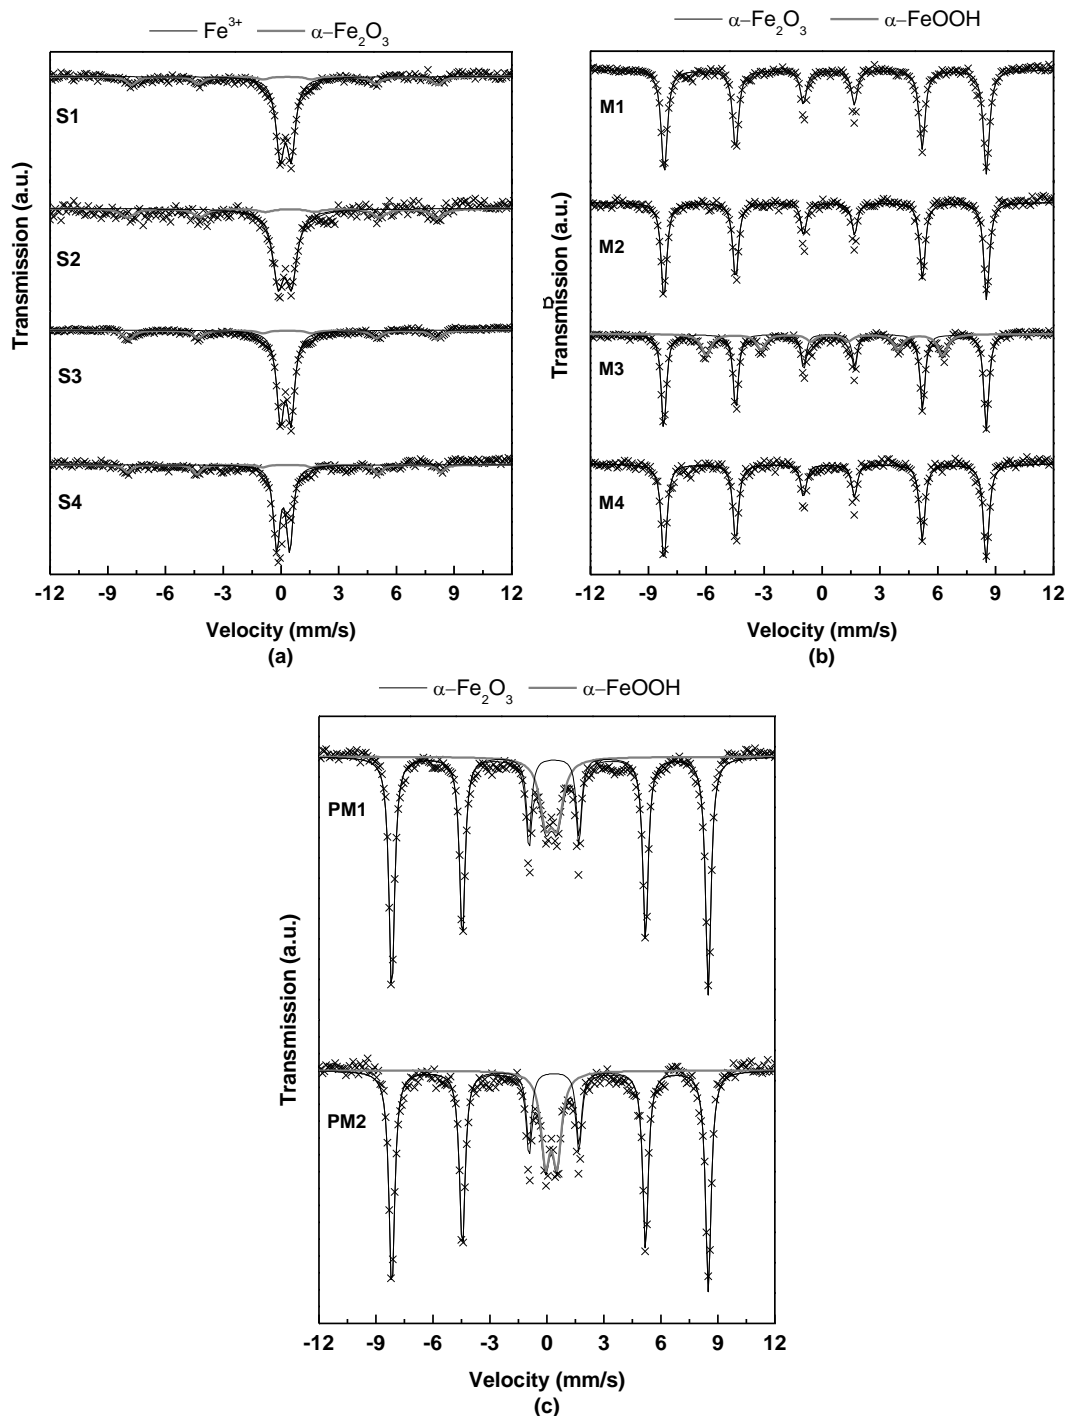 Fe³⁺ α–Fe₂O₃
S1
S2
S3
S4
Transmission (a.u.)
-12 -9 -6 -3 0 3 6 9 12
Velocity (mm/s)
(a)
α–Fe₂O₃ α–FeOOH
M1
M2
M3
M4
Transmission (a.u.)
-12 -9 -6 -3 0 3 6 9 12
Velocity (mm/s)
(b)
α–Fe₂O₃ α–FeOOH
PM1
PM2
Transmission (a.u.)
-12 -9 -6 -3 0 3 6 9 12
Velocity (mm/s)
(c)